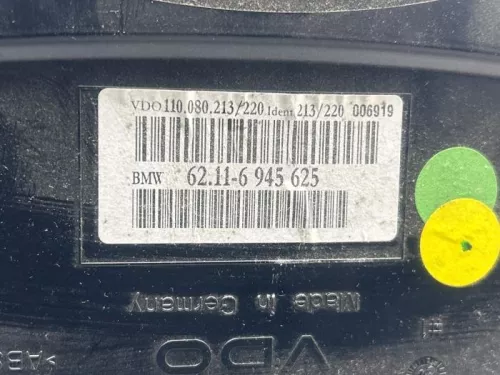 VDO 110.080.213/220 Ident 213/220 006919
BMW 62.11-6 945 625
Made in Germany
VDO
>ABS